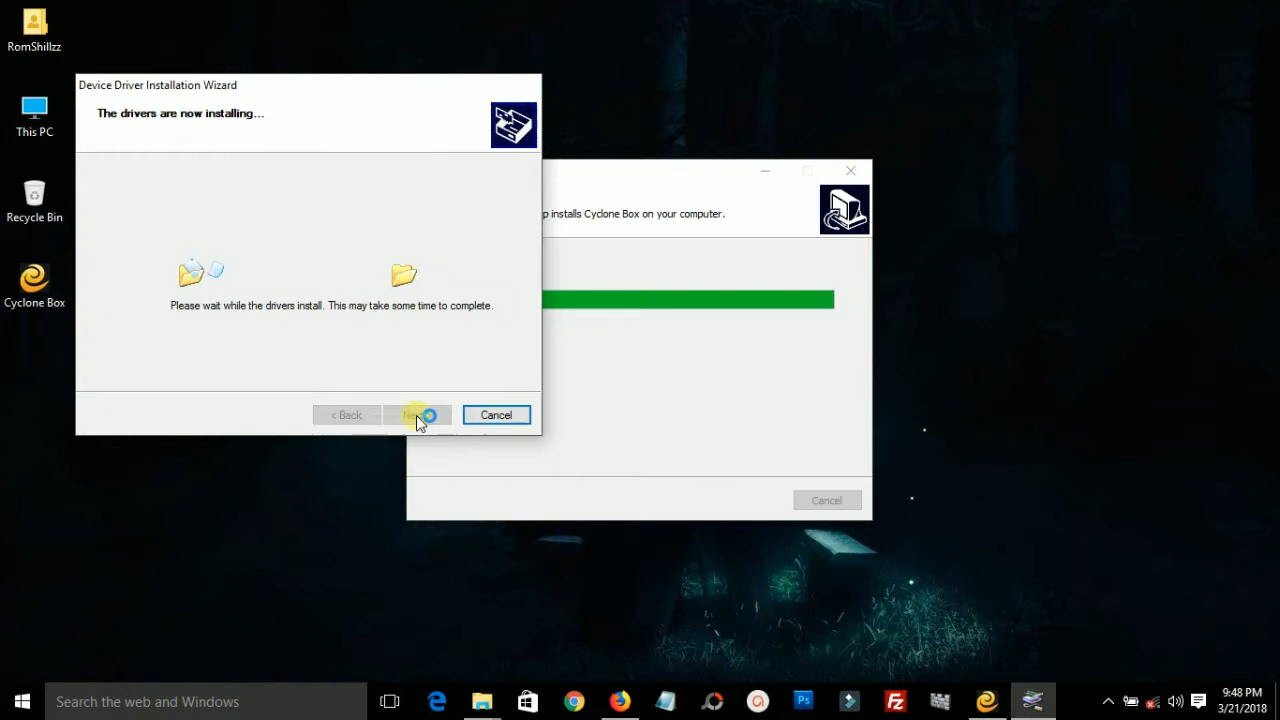 RomShillzz
This PC
Recycle Bin
Cyclone Box
Device Driver Installation Wizard
The drivers are now installing...
Please wait while the drivers install. This may take some time to complete.
< Back
Cancel
installs Cyclone Box on your computer.
Cancel
Search the web and Windows
Ps
Fz
9:48 PM
3/21/2018